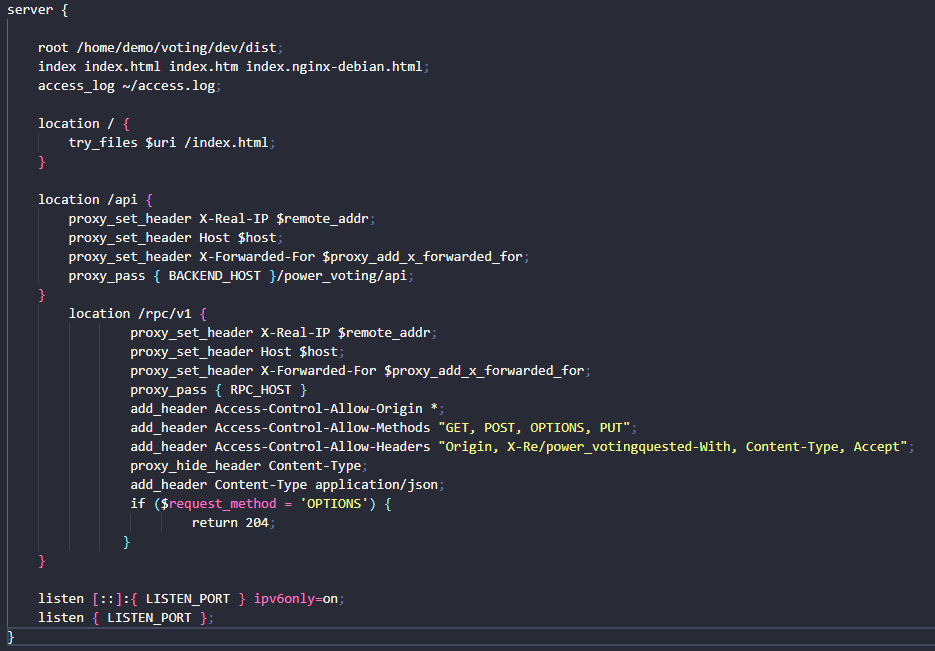 server {
root /home/demo/voting/dev/dist;
index index.html index.htm index.nginx-debian.html;
access_log ~/access.log;
location / {
try_files $uri /index.html;
}
location /api {
proxy_set_header X-Real-IP $remote_addr;
proxy_set_header Host $host;
proxy_set_header X-Forwarded-For $proxy_add_x_forwarded_for;
proxy_pass { BACKEND_HOST }/power_voting/api;
}
location /rpc/v1 {
proxy_set_header X-Real-IP $remote_addr;
proxy_set_header Host $host;
proxy_set_header X-Forwarded-For $proxy_add_x_forwarded_for;
proxy_pass { RPC_HOST }
add_header Access-Control-Allow-Origin *;
add_header Access-Control-Allow-Methods "GET, POST, OPTIONS, PUT";
add_header Access-Control-Allow-Headers "Origin, X-Re/power_votingquested-With, Content-Type, Accept";
proxy_hide_header Content-Type;
add_header Content-Type application/json;
if ($request_method = 'OPTIONS') {
return 204;
}
}
listen [::]:{ LISTEN_PORT } ipv6only=on;
listen { LISTEN_PORT };
}